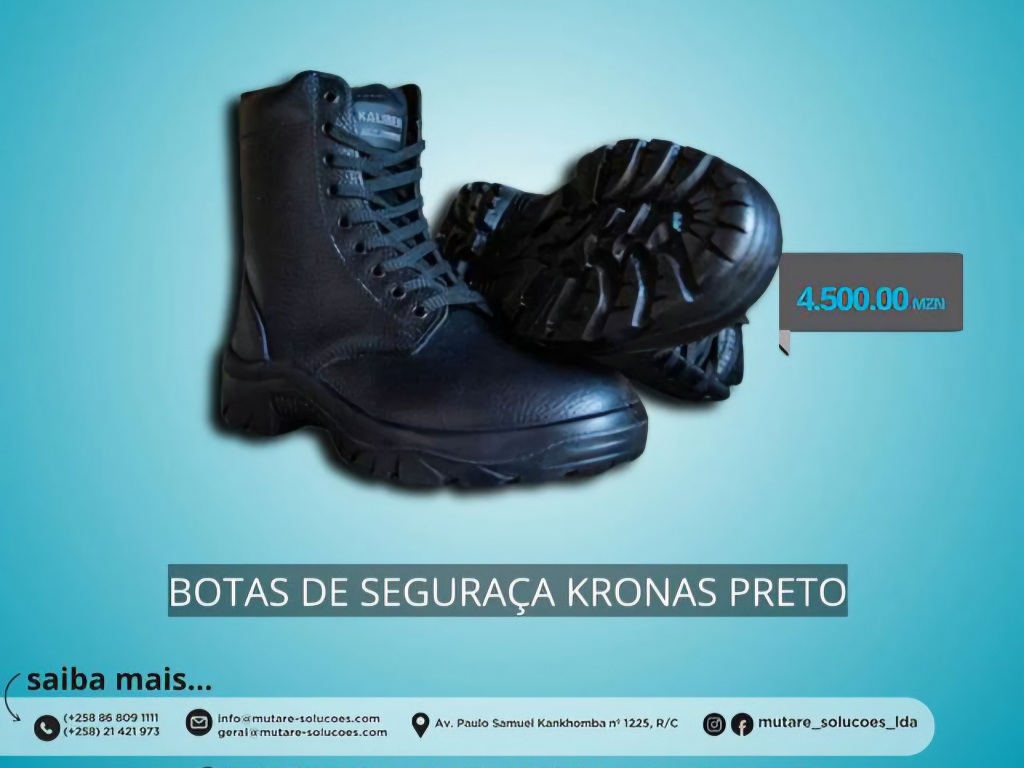 KALIBER
4.500.00 MZN
BOTAS DE SEGURAÇA KRONAS PRETO
saiba mais...
(+258 86 809 1111
(+258) 21 421 973
info@mutare-solucoes.com
geral@mutare-solucoes.com
Av. Paulo Samuel Kankhomba nº 1225, R/C
mutare_solucoes_lda